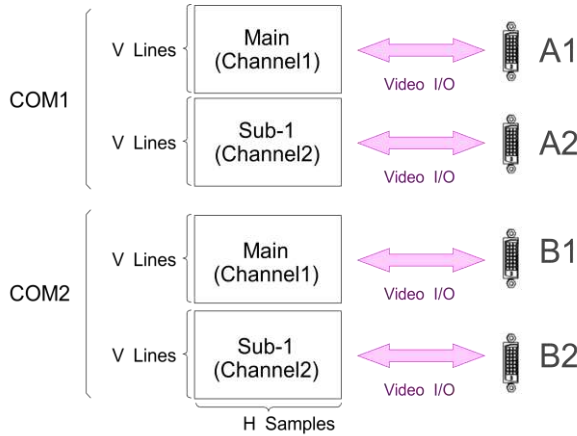 COM1
V Lines
Main
(Channel1)
Video I/O
A1
V Lines
Sub-1
(Channel2)
Video I/O
A2
COM2
V Lines
Main
(Channel1)
Video I/O
B1
V Lines
Sub-1
(Channel2)
Video I/O
B2
H Samples